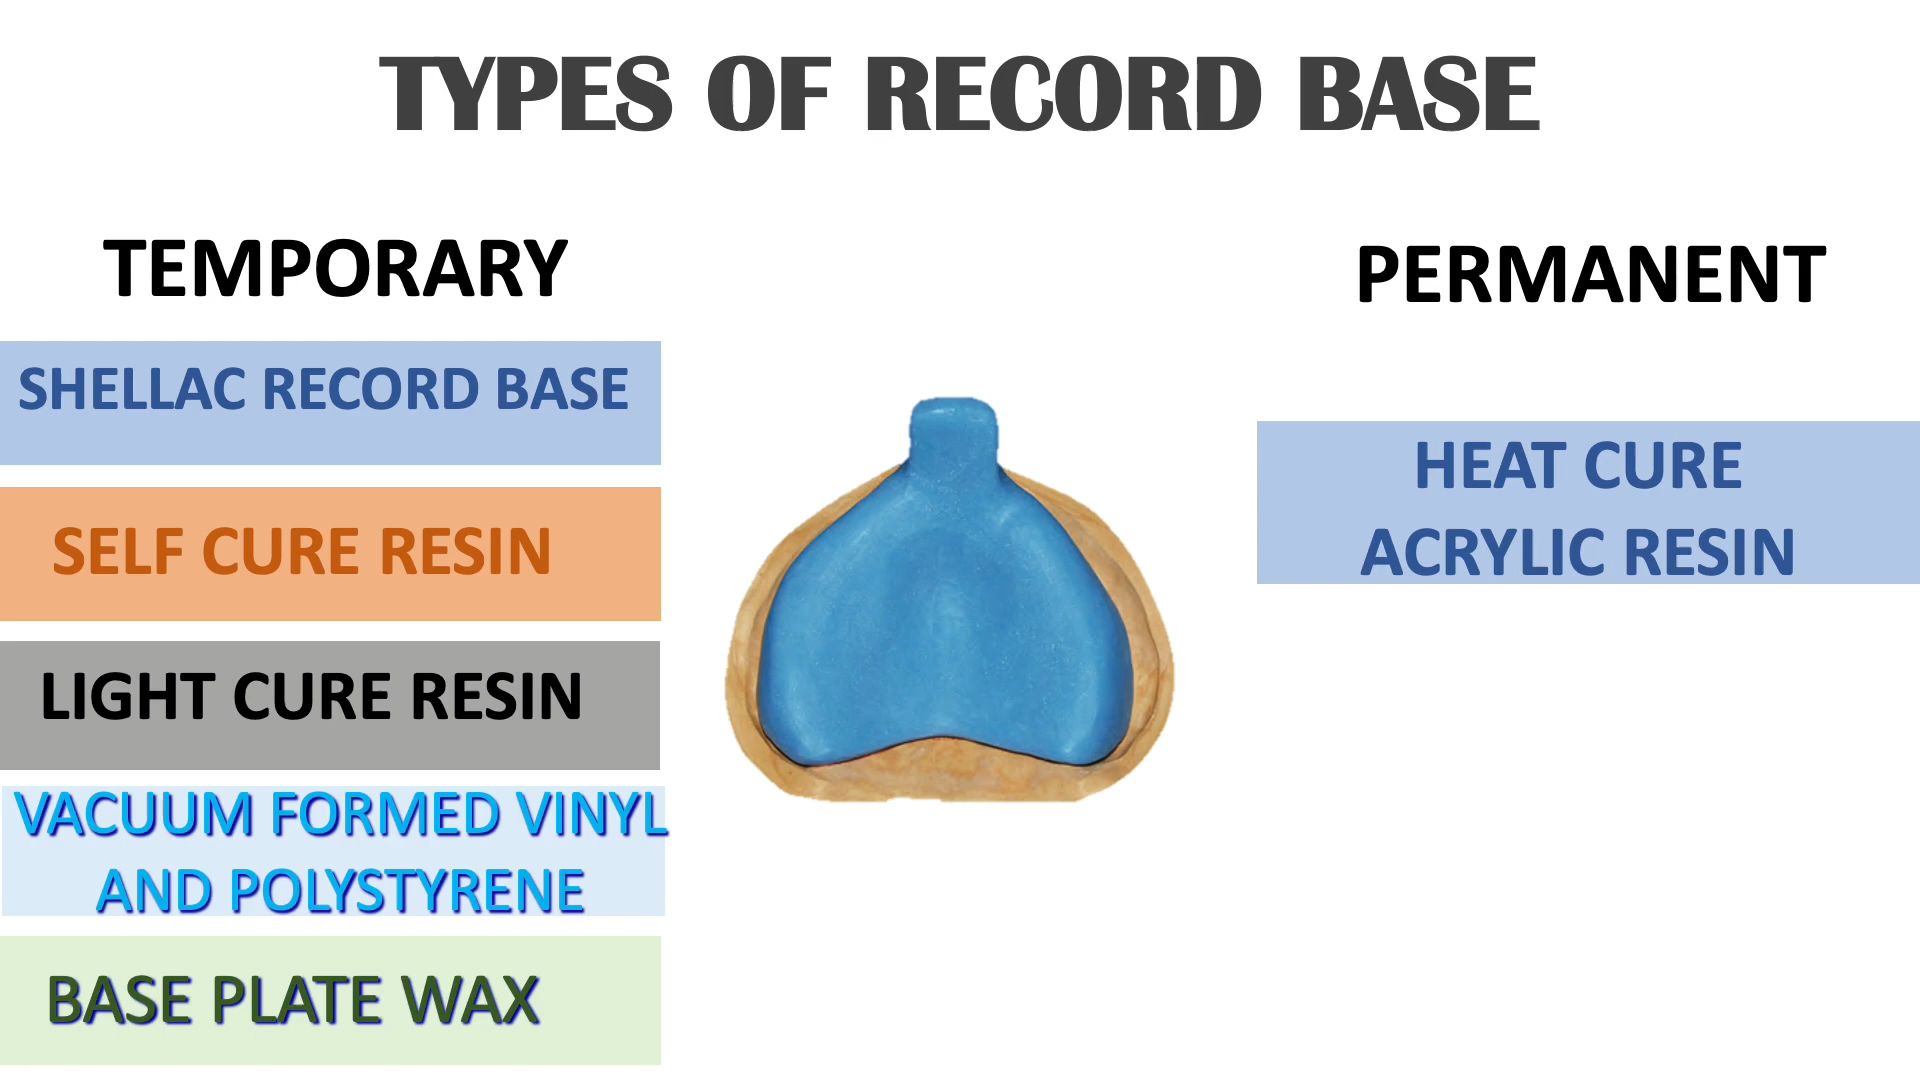 TYPES OF RECORD BASE
TEMPORARY
SHELLAC RECORD BASE
SELF CURE RESIN
LIGHT CURE RESIN
VACUUM FORMED VINYL
AND POLYSTYRENE
BASE PLATE WAX
PERMANENT
HEAT CURE
ACRYLIC RESIN